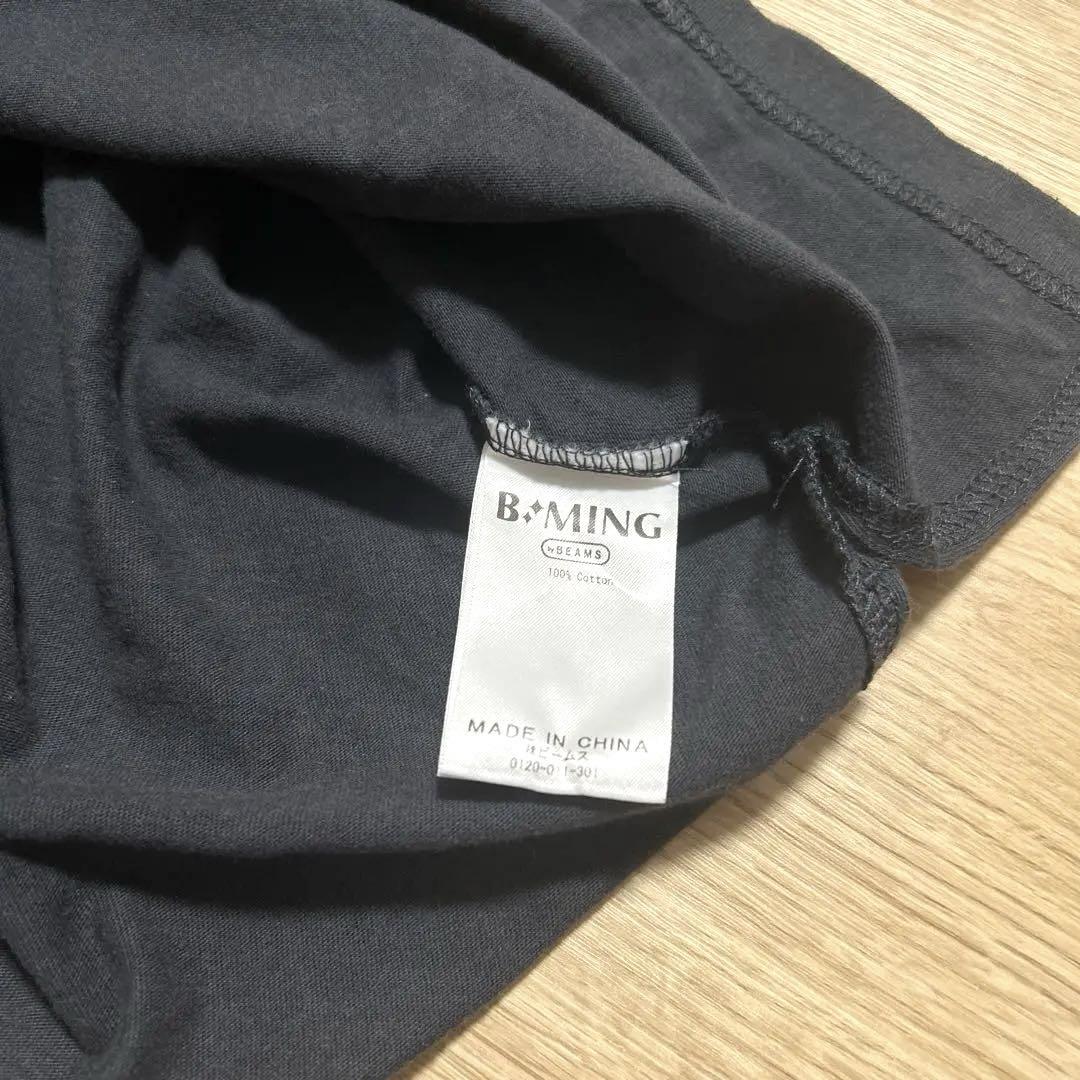 B:MING
by BEAMS
100% Cotton
MADE IN CHINA
㈱ビームス
0120-011-301